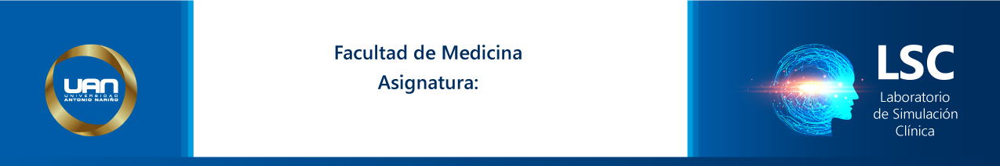 UAN
UNIVERSIDAD
ANTONIO NARIÑO
Facultad de Medicina
Asignatura:
LSC
Laboratorio
de Simulación
Clínica